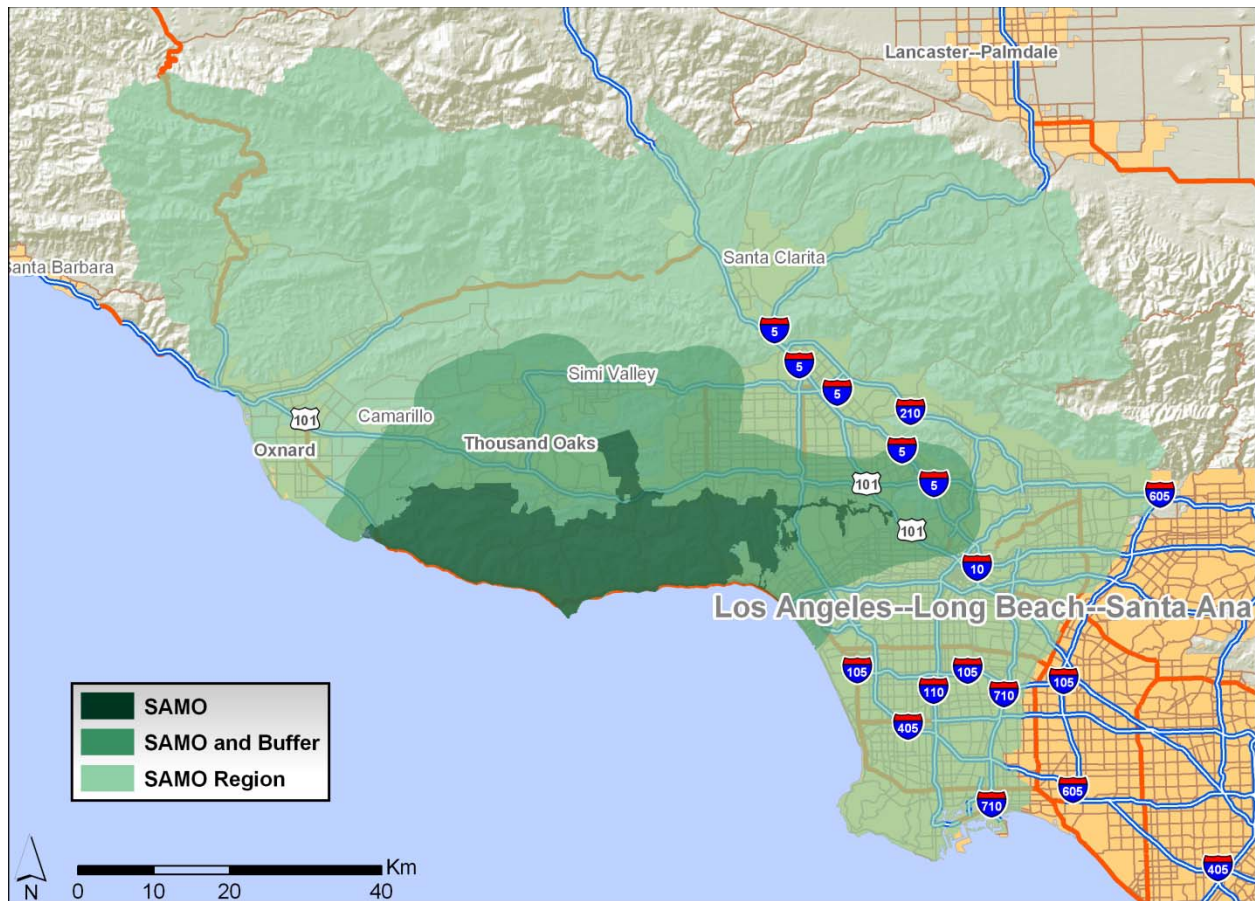 Lancaster--Palmdale
Santa Barbara
Santa Clarita
5
5
Simi Valley
5
210
Camarillo
101
Thousand Oaks
Oxnard
5
101
5
605
101
10
Los Angeles--Long Beach--Santa Ana
105
105
110
710
105
405
605
710
405
SAMO
SAMO and Buffer
SAMO Region
N
Km
0 10 20 40